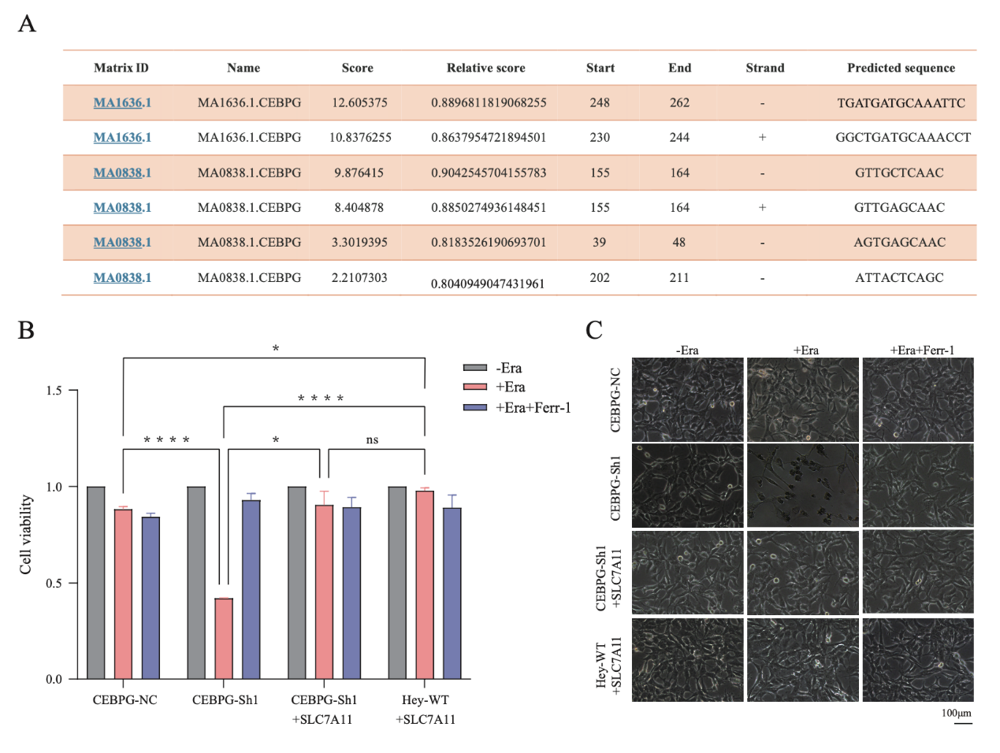 A
Matrix ID Name Score Relative score Start End Strand Predicted sequence
MA1636.1 MA1636.1.CEBPG 12.605375 0.8896811819068255 248 262 - TGATGATGCAAATTC
MA1636.1 MA1636.1.CEBPG 10.8376255 0.8637954721894501 230 244 + GGCTGATGCAAACCT
MA0838.1 MA0838.1.CEBPG 9.876415 0.9042545704155783 155 164 - GTTGCTCAAC
MA0838.1 MA0838.1.CEBPG 8.404878 0.8850274936148451 155 164 + GTTGAGCAAC
MA0838.1 MA0838.1.CEBPG 3.3019395 0.8183526190693701 39 48 - AGTGAGCAAC
MA0838.1 MA0838.1.CEBPG 2.2107303 0.8040949047431961 202 211 - ATTACTCAGC
B
*
-Era
+Era
+Era+Ferr-1
* * * *
* * * *
*
ns
Cell viability
1.5
1.0
0.5
0.0
CEBPG-NC
CEBPG-Sh1
CEBPG-Sh1
+SLC7A11
Hey-WT
+SLC7A11
C
-Era +Era +Era+Ferr-1
CEBPG-NC
CEBPG-Sh1
CEBPG-Sh1
+SLC7A11
Hey-WT
+SLC7A11
100μm